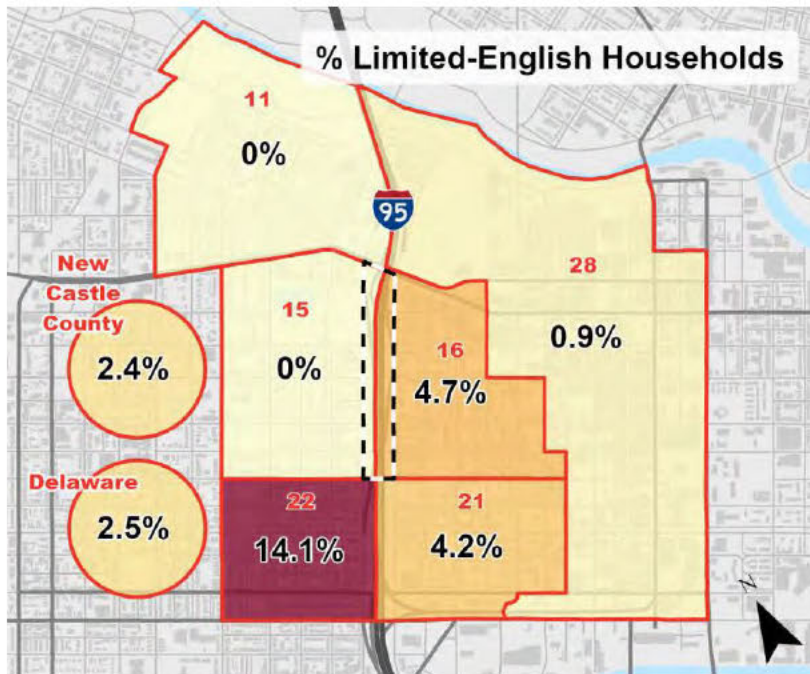 % Limited-English Households
11
0%
95
New
Castle
County
2.4%
28
0.9%
15
0%
16
4.7%
Delaware
2.5%
22
14.1%
21
4.2%
N